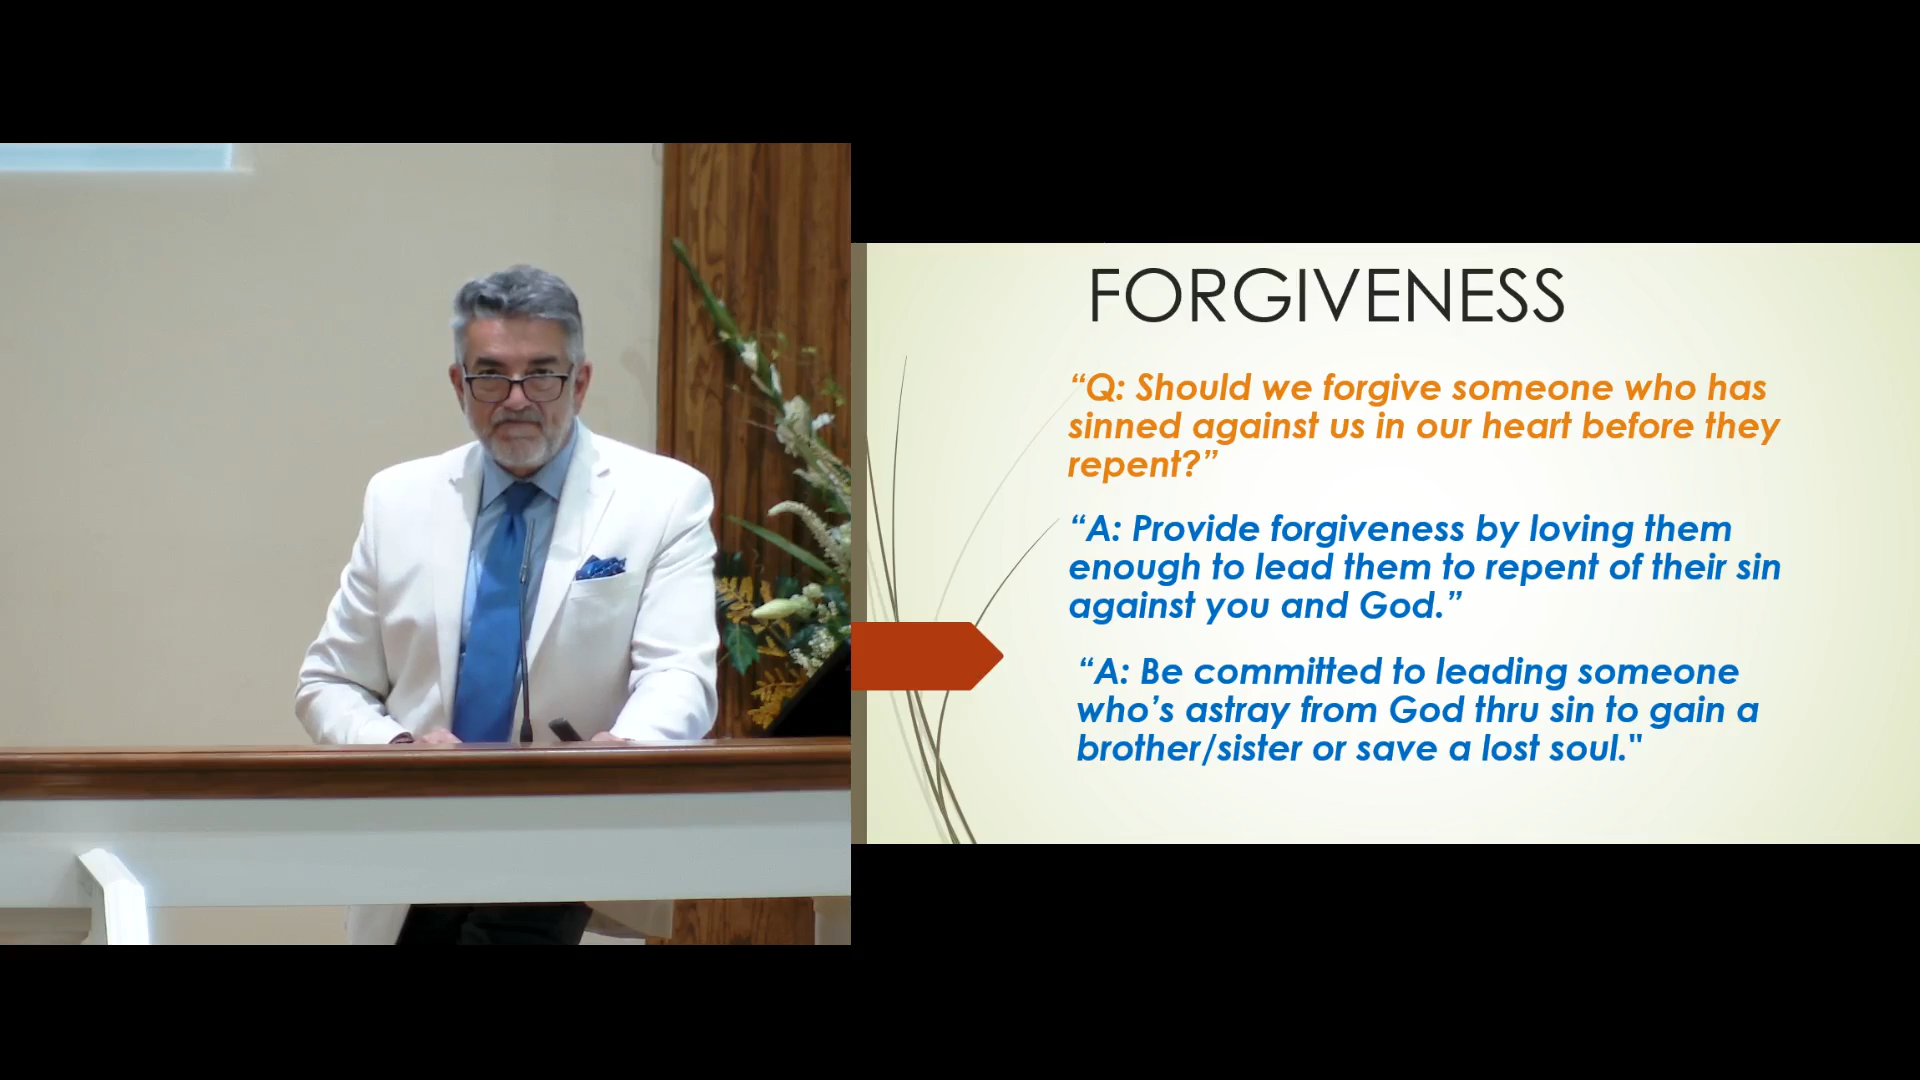 FORGIVENESS
“Q: Should we forgive someone who has
sinned against us in our heart before they
repent?”
“A: Provide forgiveness by loving them
enough to lead them to repent of their sin
against you and God.”
“A: Be committed to leading someone
who’s astray from God thru sin to gain a
brother/sister or save a lost soul."